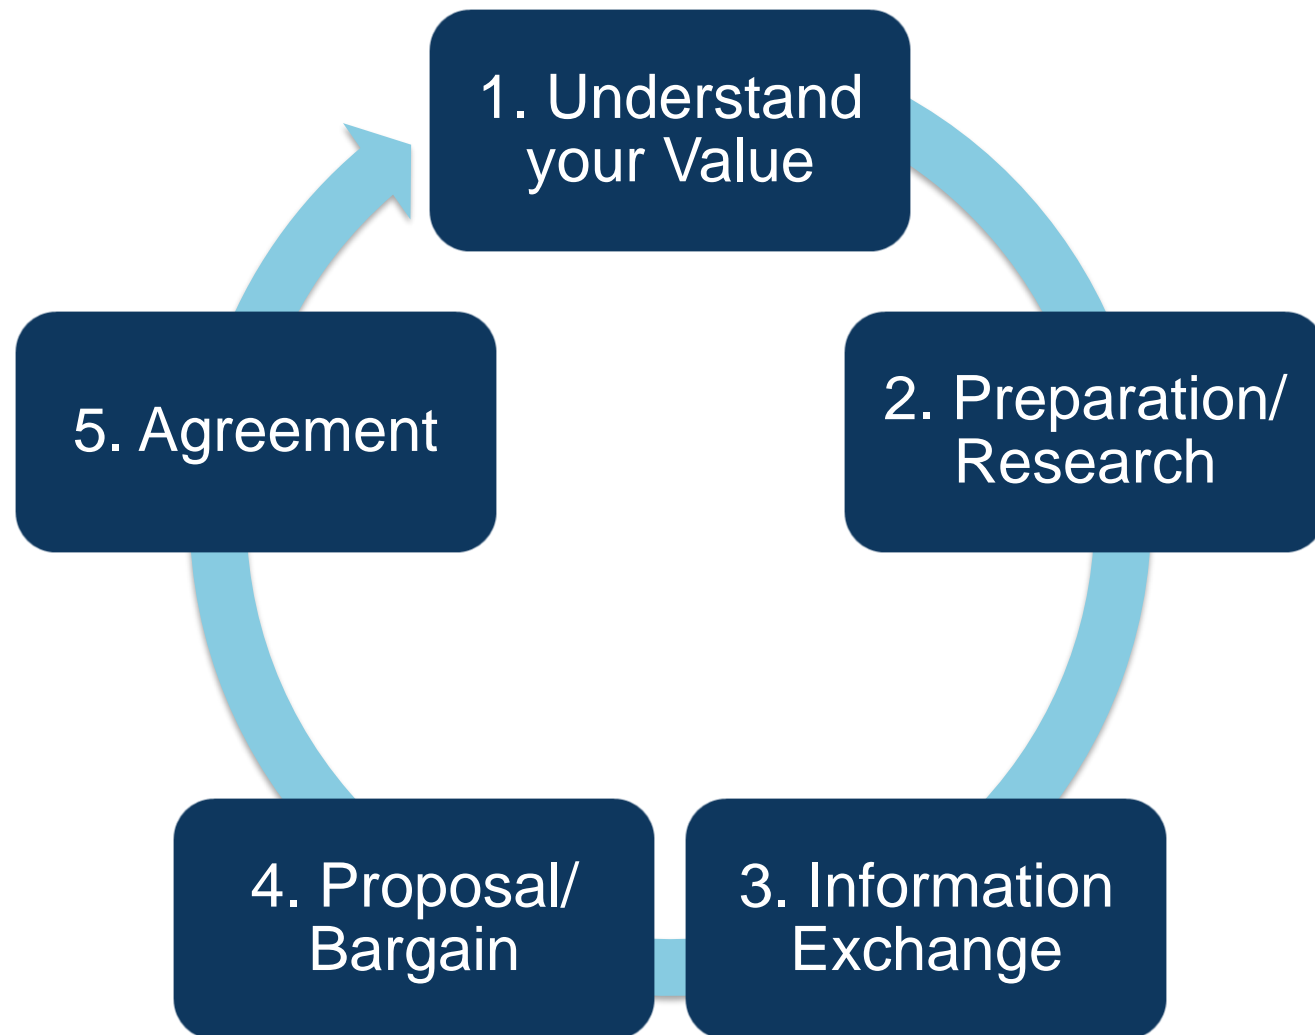 1. Understand
your Value
2. Preparation/
Research
3. Information
Exchange
4. Proposal/
Bargain
5. Agreement